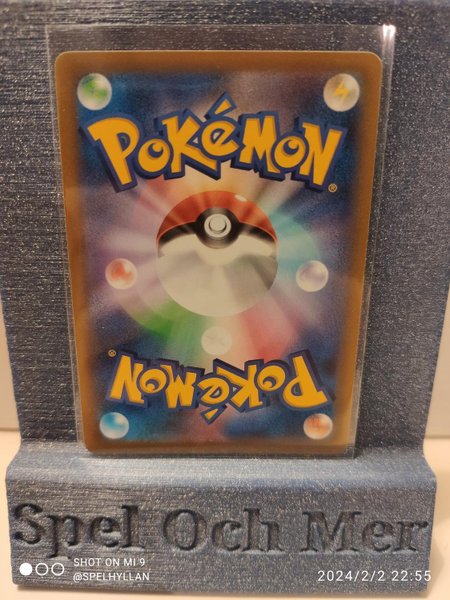 POKéMON®
POKéMON®
Spel Och Mer
SHOT ON MI 9
@SPELHYLLAN
2024/2/2 22:55